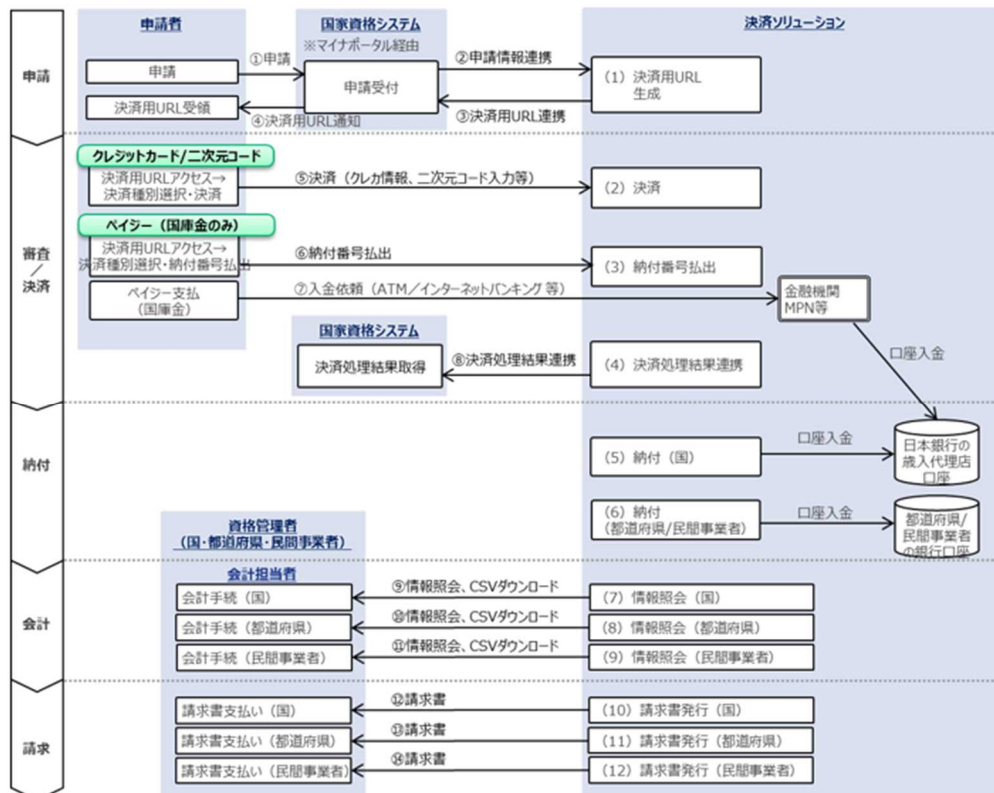 申請者
国家資格システム
※マイナポータル経由
決済ソリューション
申請
申請
①申請
申請受付
②申請情報連携
(1) 決済用URL
生成
決済用URL受領
④決済用URL通知
③決済用URL連携
審査
／
決済
クレジットカード/二次元コード
決済用URLアクセス→
決済種別選択・決済
⑤決済（クレカ情報、二次元コード入力等）
(2) 決済
ペイジー（国庫金のみ）
決済用URLアクセス→
決済種別選択・納付番号払出
⑥納付番号払出
(3) 納付番号払出
ペイジー支払
（国庫金）
⑦入金依頼（ATM／インターネットバンキング 等）
金融機関
MPN等
国家資格システム
決済処理結果取得
⑧決済処理結果連携
(4) 決済処理結果連携
口座入金
納付
(5) 納付（国）
口座入金
日本銀行の
歳入代理店
口座
(6) 納付
（都道府県/民間事業者）
口座入金
都道府県/
民間事業者
の銀行口座
資格管理者
（国・都道府県・民間事業者）
会計
会計担当者
会計手続（国）
⑨情報照会、CSVダウンロード
(7) 情報照会（国）
会計手続（都道府県）
⑩情報照会、CSVダウンロード
(8) 情報照会（都道府県）
会計手続（民間事業者）
⑪情報照会、CSVダウンロード
(9) 情報照会（民間事業者）
請求
請求書支払い（国）
⑫請求書
(10) 請求書発行（国）
請求書支払い（都道府県）
⑬請求書
(11) 請求書発行（都道府県）
請求書支払い（民間事業者）
⑭請求書
(12) 請求書発行（民間事業者）